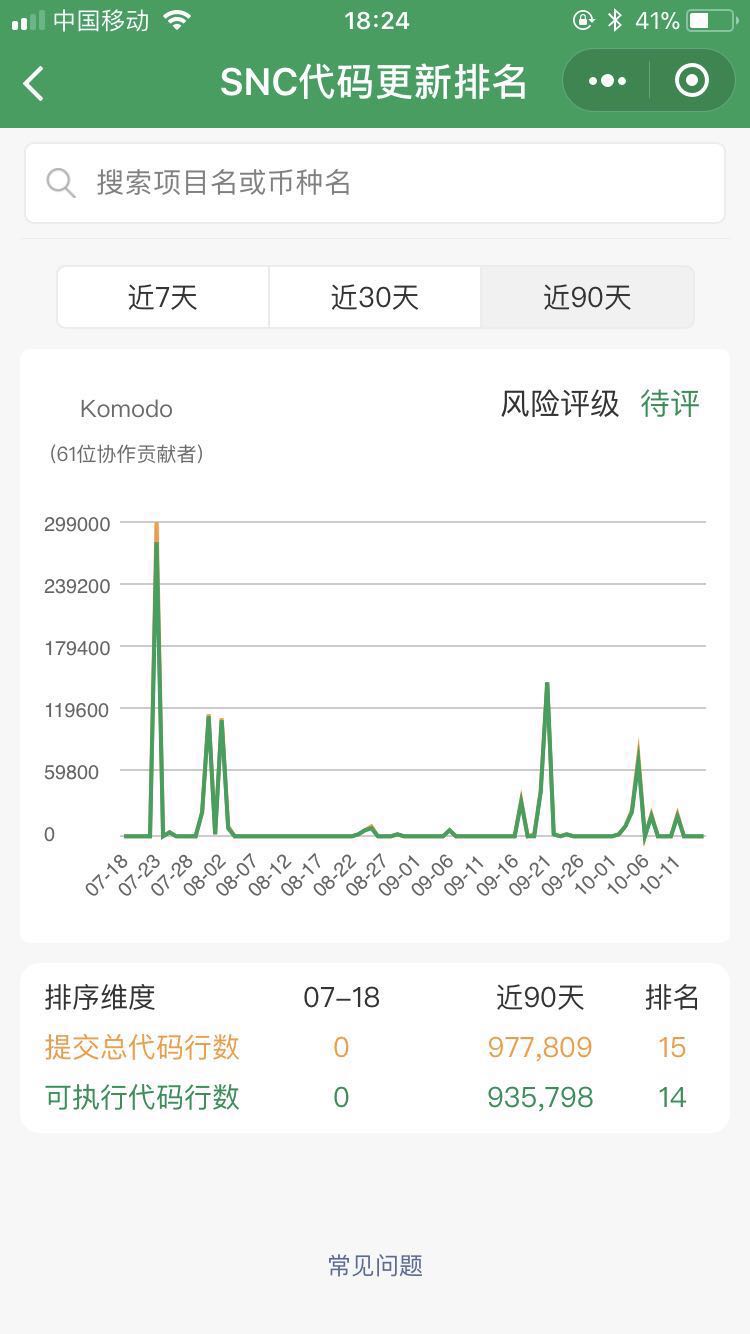 中国移动 18:24 41%
SNC代码更新排名
搜索项目名或币种名
近7天 近30天 近90天
Komodo 风险评级 待评
(61位协作贡献者)
299000
239200
179400
119600
59800
0
07-18 07-23 07-28 08-02 08-07 08-12 08-17 08-22 08-27 09-01 09-06 09-11 09-16 09-21 09-26 10-01 10-06 10-11
排序维度 07-18 近90天 排名
提交总代码行数 0 977,809 15
可执行代码行数 0 935,798 14
常见问题